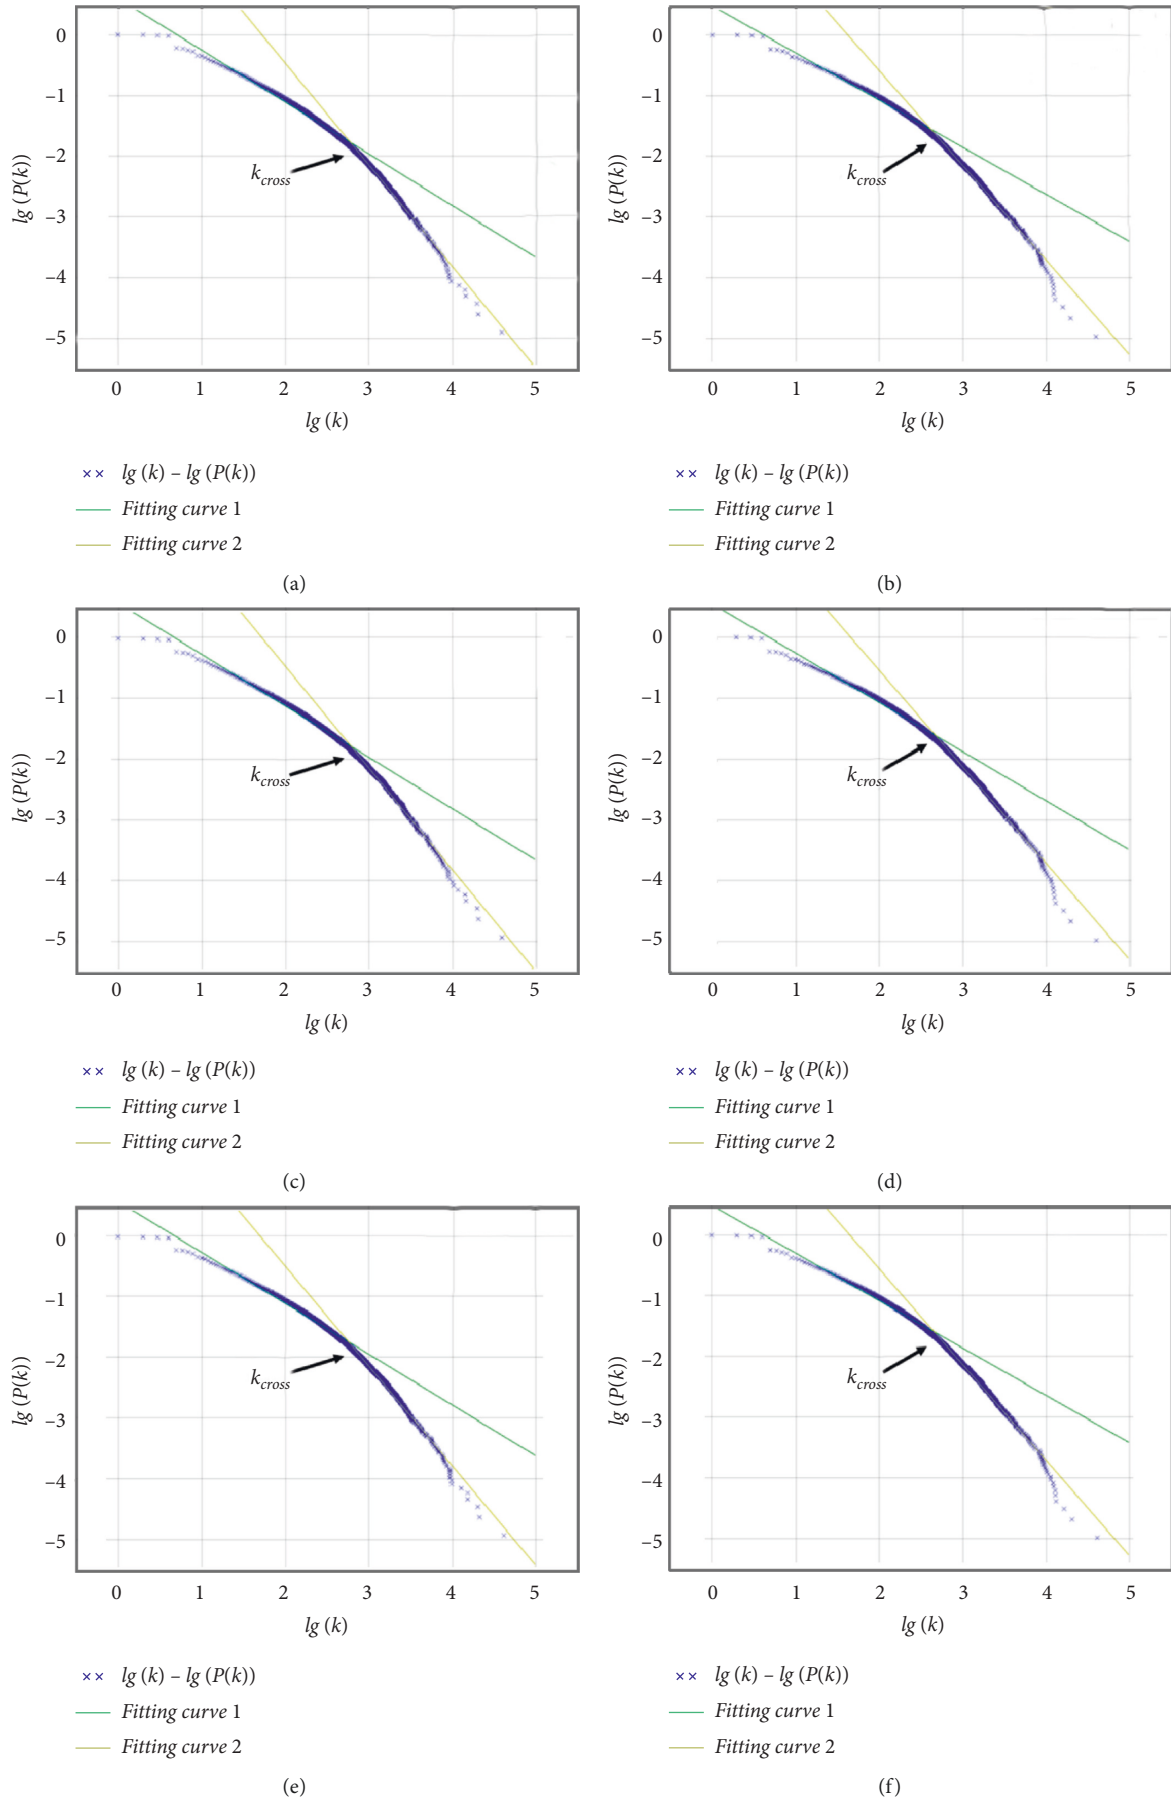 0
−1
−2
−3
−4
−5
lg (P(k))
k_cross
0 1 2 3 4 5
lg (k)
×× lg (k) – lg (P(k))
Fitting curve 1
Fitting curve 2
(a)
0
−1
−2
−3
−4
−5
lg (P(k))
k_cross
0 1 2 3 4 5
lg (k)
×× lg (k) – lg (P(k))
Fitting curve 1
Fitting curve 2
(b)
0
−1
−2
−3
−4
−5
lg (P(k))
k_cross
0 1 2 3 4 5
lg (k)
×× lg (k) – lg (P(k))
Fitting curve 1
Fitting curve 2
(c)
0
−1
−2
−3
−4
−5
lg (P(k))
k_cross
0 1 2 3 4 5
lg (k)
×× lg (k) – lg (P(k))
Fitting curve 1
Fitting curve 2
(d)
0
−1
−2
−3
−4
−5
lg (P(k))
k_cross
0 1 2 3 4 5
lg (k)
×× lg (k) – lg (P(k))
Fitting curve 1
Fitting curve 2
(e)
0
−1
−2
−3
−4
−5
lg (P(k))
k_cross
0 1 2 3 4 5
lg (k)
×× lg (k) – lg (P(k))
Fitting curve 1
Fitting curve 2
(f)